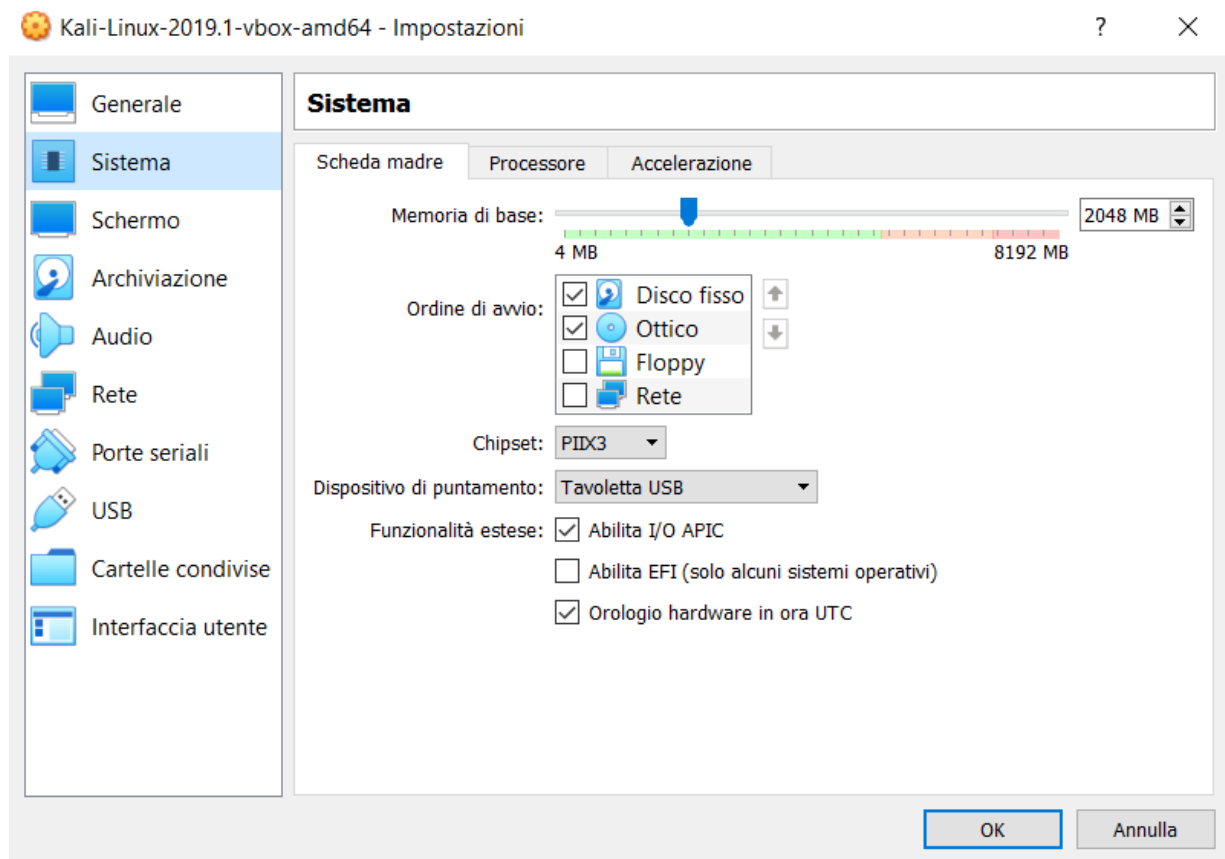 Kali-Linux-2019.1-vbox-amd64 - Impostazioni
?
Generale
Sistema
Schermo
Archiviazione
Audio
Rete
Porte seriali
USB
Cartelle condivise
Interfaccia utente
Sistema
Scheda madre Processore Accelerazione
Memoria di base: 2048 MB
4 MB 8192 MB
Ordine di avvio: Disco fisso
Ottico
Floppy
Rete
Chipset: PIIX3
Dispositivo di puntamento: Tavoletta USB
Funzionalità estese: Abilita I/O APIC
Abilita EFI (solo alcuni sistemi operativi)
Orologio hardware in ora UTC
OK Annulla